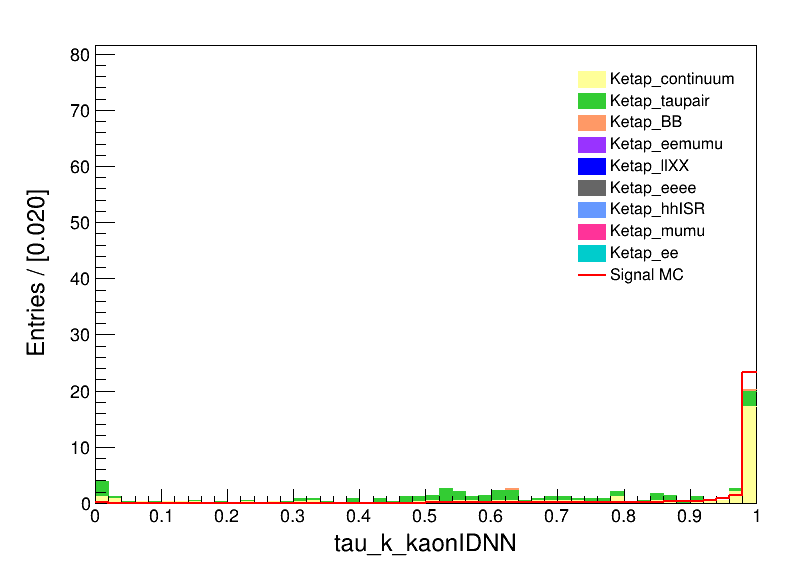 80
70
60
50
40
30
20
10
0
Entries / [0.020]
Ketap_continuum
Ketap_taupair
Ketap_BB
Ketap_eemumu
Ketap_llXX
Ketap_eeee
Ketap_hhISR
Ketap_mumu
Ketap_ee
Signal MC
0 0.1 0.2 0.3 0.4 0.5 0.6 0.7 0.8 0.9 1
tau_k_kaonIDNN